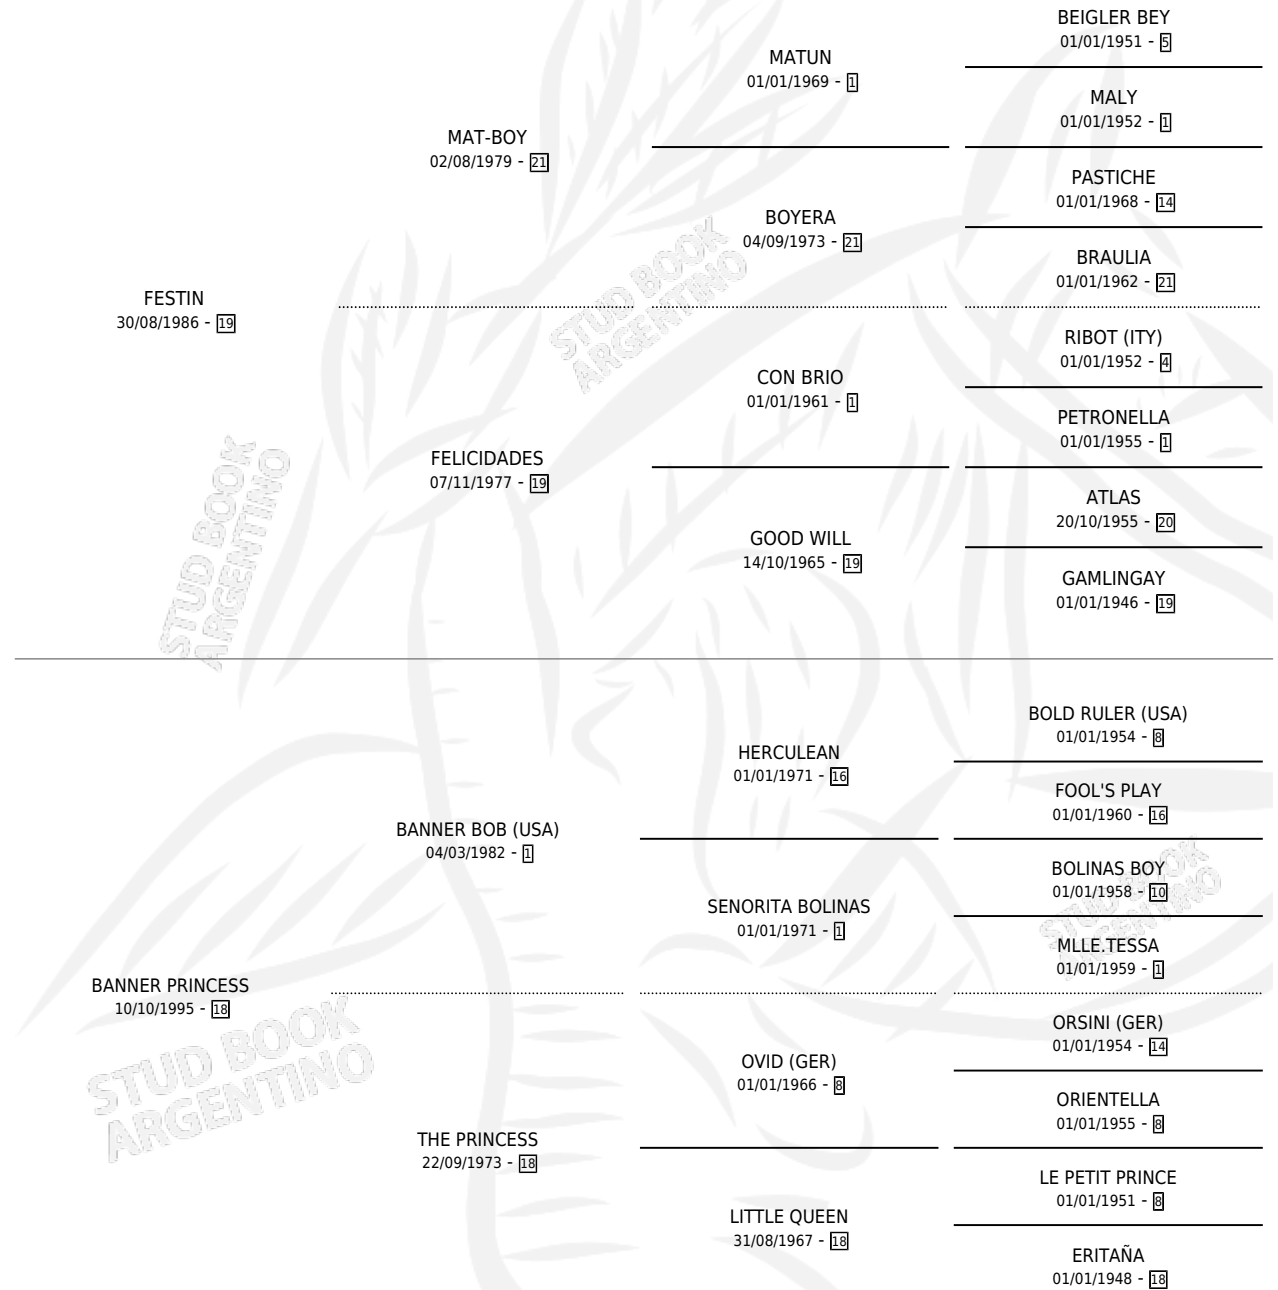 BEIGLER BEY
01/01/1951 - 5
MATUN
01/01/1969 - 1
MALY
01/01/1952 - 1
MAT-BOY
02/08/1979 - 21
PASTICHE
01/01/1968 - 14
BOYERA
04/09/1973 - 21
BRAULIA
01/01/1962 - 21
FESTIN
30/08/1986 - 19
RIBOT (ITY)
01/01/1952 - 4
CON BRIO
01/01/1961 - 1
PETRONELLA
01/01/1955 - 1
FELICIDADES
07/11/1977 - 19
ATLAS
20/10/1955 - 20
GOOD WILL
14/10/1965 - 19
GAMLINGAY
01/01/1946 - 19
BOLD RULER (USA)
01/01/1954 - 8
HERCULEAN
01/01/1971 - 16
FOOL'S PLAY
01/01/1960 - 16
BANNER BOB (USA)
04/03/1982 - 1
BOLINAS BOY
01/01/1958 - 10
SENORITA BOLINAS
01/01/1971 - 1
MLLE.TESSA
01/01/1959 - 1
BANNER PRINCESS
10/10/1995 - 18
ORSINI (GER)
01/01/1954 - 14
OVID (GER)
01/01/1966 - 8
ORIENTELLA
01/01/1955 - 8
THE PRINCESS
22/09/1973 - 18
LE PETIT PRINCE
01/01/1951 - 8
LITTLE QUEEN
31/08/1967 - 18
ERITAÑA
01/01/1948 - 18
STUD BOOK
ARGENTINO
STUD BOOK
ARGENTINO
STUD BOOK
ARGENTINO
STUD BOOK
ARGENTINO